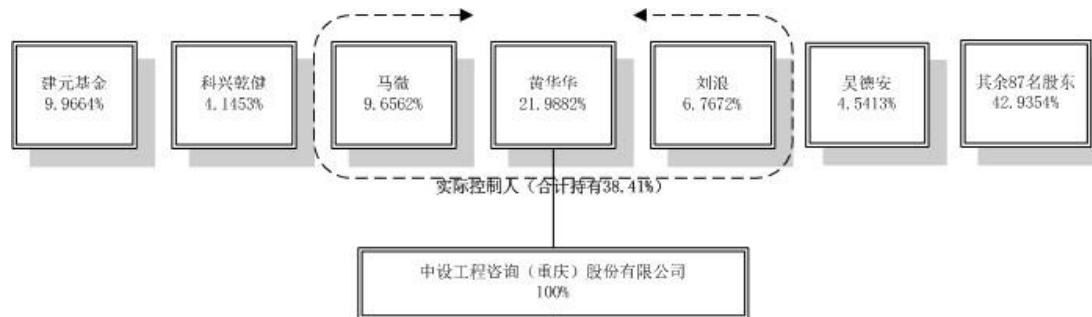 建元基金
9.9664%
科兴乾健
4.1453%
马微
9.6562%
黄华华
21.9882%
刘浪
6.7672%
吴德安
4.5413%
其余87名股东
42.9354%
实际控制人（合计持有38.41%）
中设工程咨询（重庆）股份有限公司
100%